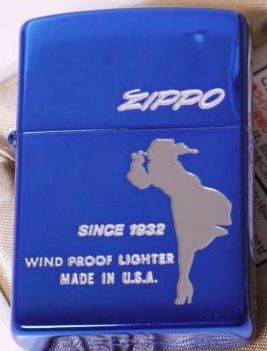 ZIPPO
SINCE 1932
WIND PROOF LIGHTER
MADE IN U.S.A.